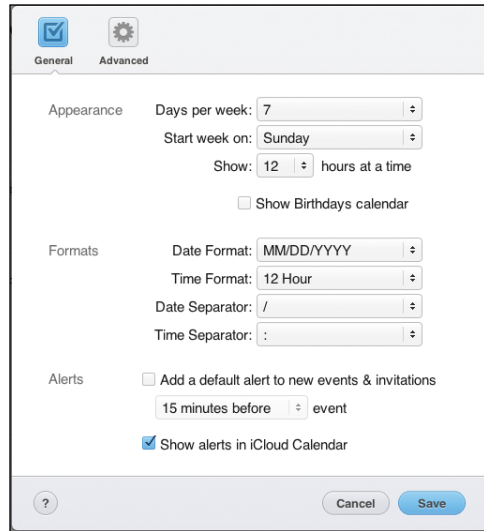 General Advanced
Appearance Days per week: 7
Start week on: Sunday
Show: 12 hours at a time
Show Birthdays calendar
Formats Date Format: MM/DD/YYYY
Time Format: 12 Hour
Date Separator: /
Time Separator: :
Alerts Add a default alert to new events & invitations
15 minutes before event
Show alerts in iCloud Calendar
? Cancel Save